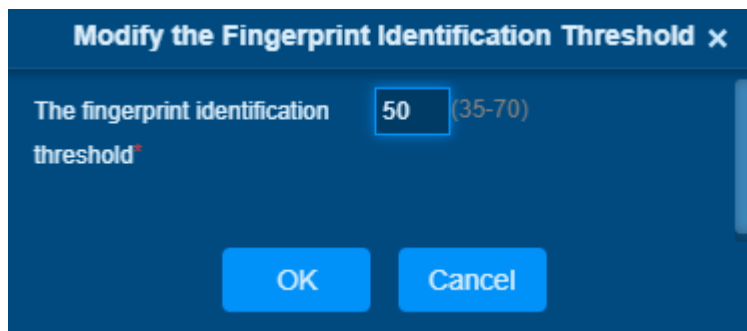 Modify the Fingerprint Identification Threshold ×
The fingerprint identification 50 (35-70)
threshold*
OK Cancel